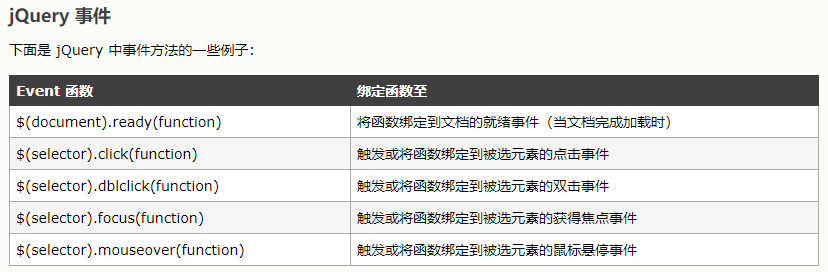 jQuery 事件
下面是 jQuery 中事件方法的一些例子：
Event 函数 绑定函数至
$(document).ready(function) 将函数绑定到文档的就绪事件（当文档完成加载时）
$(selector).click(function) 触发或将函数绑定到被选元素的点击事件
$(selector).dblclick(function) 触发或将函数绑定到被选元素的双击事件
$(selector).focus(function) 触发或将函数绑定到被选元素的获得焦点事件
$(selector).mouseover(function) 触发或将函数绑定到被选元素的鼠标悬停事件